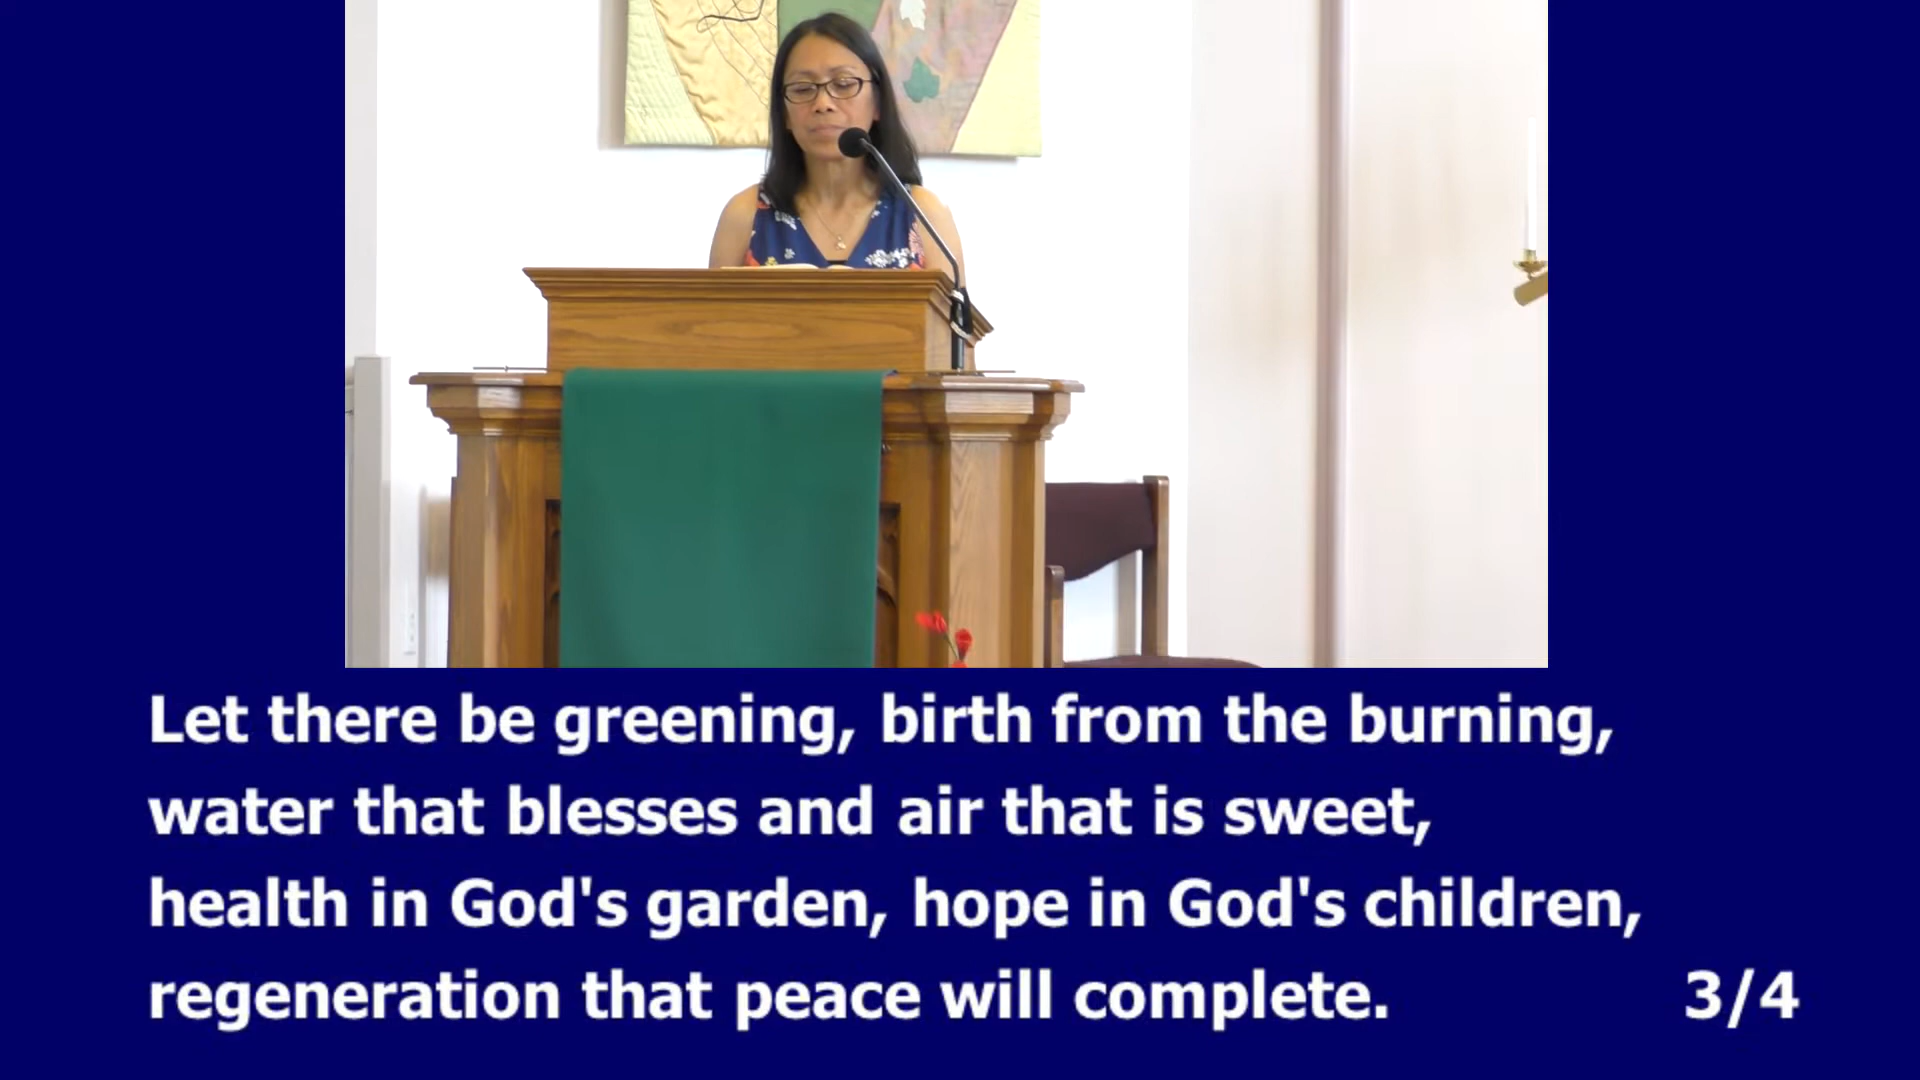 Let there be greening, birth from the burning,
water that blesses and air that is sweet,
health in God's garden, hope in God's children,
regeneration that peace will complete.
3/4